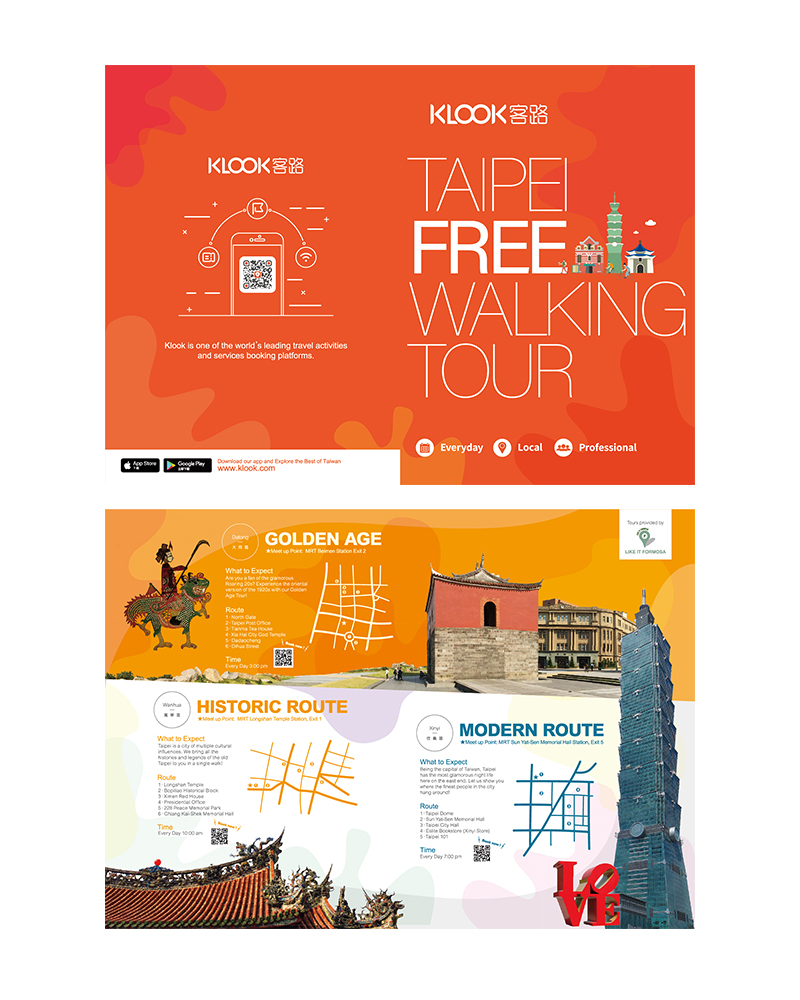 KLOOK客路
Klook is one of the world's leading travel activities
and services booking platforms.
App Store
Google Play
Download our app and Explore the Best of Taiwan
www.klook.com
KLOOK客路
TAIPEI
FREE
WALKING
TOUR
Everyday
Local
Professional
Datong
大同區
GOLDEN AGE
★Meet up Point: MRT Beimen Station Exit 2
What to Expect
Are you a fan of the glamorous
Roaring 20s? Experience the oriental
version of the 1920s with our Golden
Age Tour!
Route
1 · North Gate
2 · Taipei Post Office
3 · Tianma Tea House
4 · Xia Hai City God Temple
5 · Dadaocheng
6 · Dihua Street
Time
Every Day 3:00 pm
Book now !
Tours provided by
LIKE IT FORMOSA
Wanhua
萬華區
HISTORIC ROUTE
★Meet up Point: MRT Longshan Temple Station, Exit 1
What to Expect
Taipei is city of multiple cultural
influences. We bring all the
histories and legends of the old
Taipei to you in a single walk!
Route
1 · Longshan Temple
2 · Bopiliao Historical Block
3 · Ximen Red House
4 · Presidential Office
5 · 228 Peace Memorial Park
6 · Chiang Kai-Shek Memorial Hall
Time
Every Day 10:00 am
Book now !
Xinyi
信義區
MODERN ROUTE
★Meet up Point: MRT Sun Yat-Sen Memorial Hall Station, Exit 5
What to Expect
Being the capital of Taiwan, Taipei
has the most glamorous night life
here on the east end. Let us show you
where the finest people in the city
hang around!
Route
1 · Taipei Dome
2 · Sun Yat-Sen Memorial Hall
3 · Taipei City Hall
4 · Eslite Bookstore (Xinyi Store)
5 · Taipei 101
Time
Every Day 7:00 pm
Book now !
LO
VE